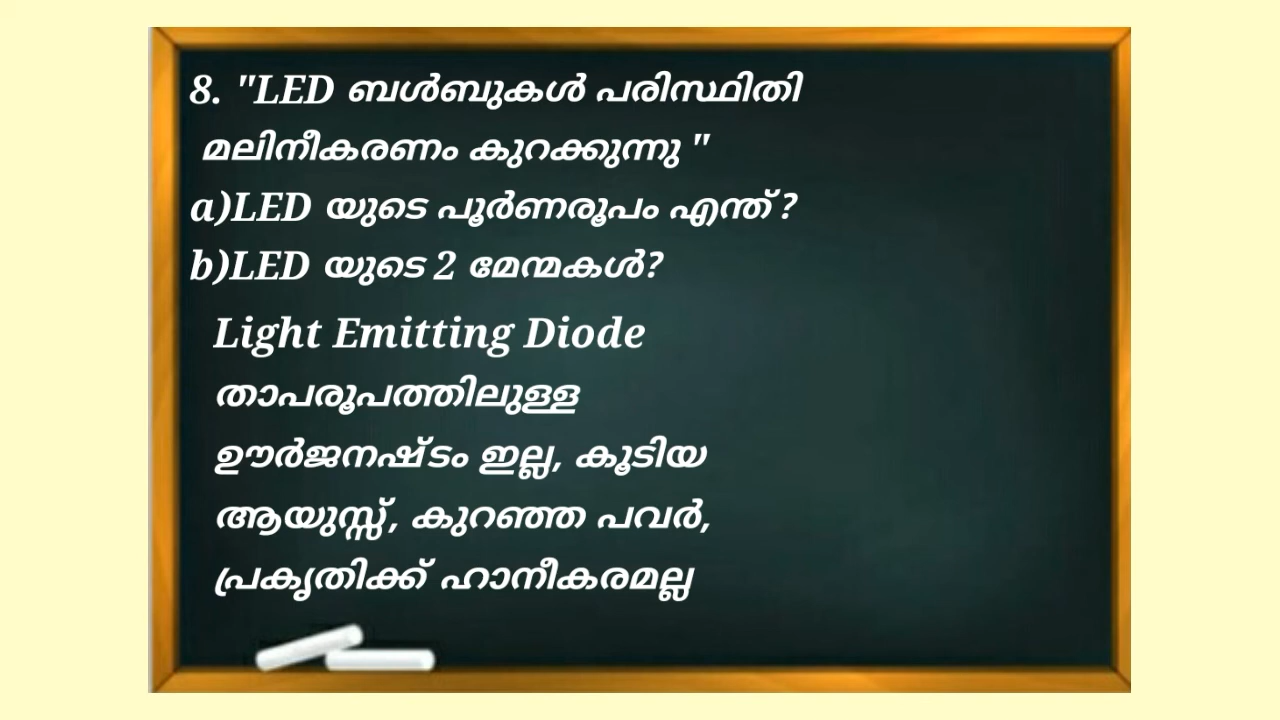 8. "LED ബൾബുകൾ പരിസ്ഥിതി
മലിനീകരണം കുറക്കുന്നു "
a)LED യുടെ പൂർണരൂപം എന്ത്?
b)LED യുടെ 2 മേന്മകൾ?
Light Emitting Diode
താപരൂപത്തിലുള്ള
ഊർജനഷ്ടം ഇല്ല, കൂടിയ
ആയുസ്സ്, കുറഞ്ഞ പവർ,
പ്രകൃതിക്ക് ഹാനീകരമല്ല